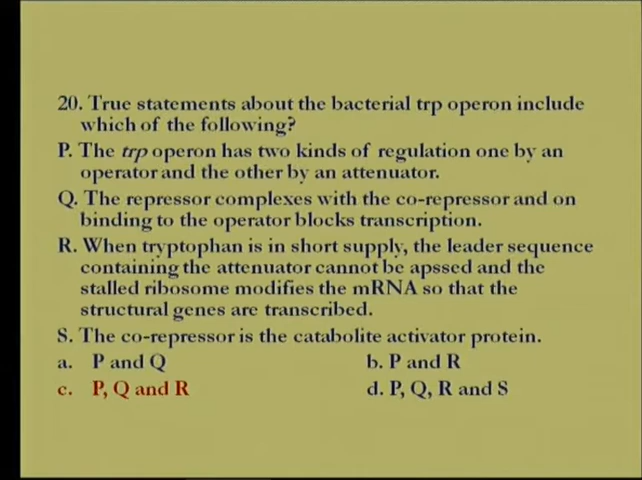 20. True statements about the bacterial trp operon include
which of the following?
P. The trp operon has two kinds of regulation one by an
operator and the other by an attenuator.
Q. The repressor complexes with the co-repressor and on
binding to the operator blocks transcription.
R. When tryptophan is in short supply, the leader sequence
containing the attenuator cannot be apssed and the
stalled ribosome modifies the mRNA so that the
structural genes are transcribed.
S. The co-repressor is the catabolite activator protein.
a. P and Q b. P and R
c. P, Q and R d. P, Q, R and S